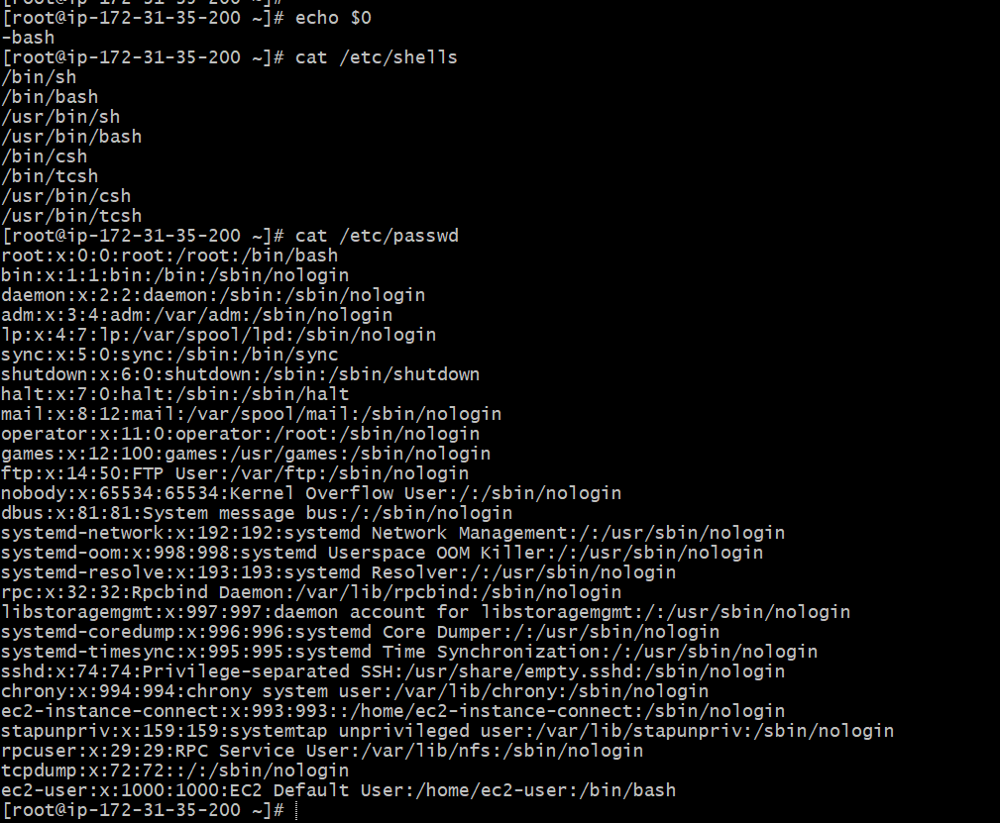 [root@ip-172-31-35-200 ~]#
[root@ip-172-31-35-200 ~]# echo $0
-bash
[root@ip-172-31-35-200 ~]# cat /etc/shells
/bin/sh
/bin/bash
/usr/bin/sh
/usr/bin/bash
/bin/csh
/bin/tcsh
/usr/bin/csh
/usr/bin/tcsh
[root@ip-172-31-35-200 ~]# cat /etc/passwd
root:x:0:0:root:/root:/bin/bash
bin:x:1:1:bin:/bin:/sbin/nologin
daemon:x:2:2:daemon:/sbin:/sbin/nologin
adm:x:3:4:adm:/var/adm:/sbin/nologin
lp:x:4:7:lp:/var/spool/lpd:/sbin/nologin
sync:x:5:0:sync:/sbin:/bin/sync
shutdown:x:6:0:shutdown:/sbin:/sbin/shutdown
halt:x:7:0:halt:/sbin:/sbin/halt
mail:x:8:12:mail:/var/spool/mail:/sbin/nologin
operator:x:11:0:operator:/root:/sbin/nologin
games:x:12:100:games:/usr/games:/sbin/nologin
ftp:x:14:50:FTP User:/var/ftp:/sbin/nologin
nobody:x:65534:65534:Kernel Overflow User:/:/sbin/nologin
dbus:x:81:81:System message bus:/:/sbin/nologin
systemd-network:x:192:192:systemd Network Management:/:/usr/sbin/nologin
systemd-oom:x:998:998:systemd Userspace OOM Killer:/:/usr/sbin/nologin
systemd-resolve:x:193:193:systemd Resolver:/:/usr/sbin/nologin
rpc:x:32:32:Rpcbind Daemon:/var/lib/rpcbind:/sbin/nologin
libstoragemgmt:x:997:997:daemon account for libstoragemgmt:/:/usr/sbin/nologin
systemd-coredump:x:996:996:systemd Core Dumper:/:/usr/sbin/nologin
systemd-timesync:x:995:995:systemd Time Synchronization:/:/usr/sbin/nologin
sshd:x:74:74:Privilege-separated SSH:/usr/share/empty.sshd:/sbin/nologin
chrony:x:994:994:chrony system user:/var/lib/chrony:/sbin/nologin
ec2-instance-connect:x:993:993::/home/ec2-instance-connect:/sbin/nologin
stapunpriv:x:159:159:systemtap unprivileged user:/var/lib/stapunpriv:/sbin/nologin
rpcuser:x:29:29:RPC Service User:/var/lib/nfs:/sbin/nologin
tcpdump:x:72:72::/:/sbin/nologin
ec2-user:x:1000:1000:EC2 Default User:/home/ec2-user:/bin/bash
[root@ip-172-31-35-200 ~]#